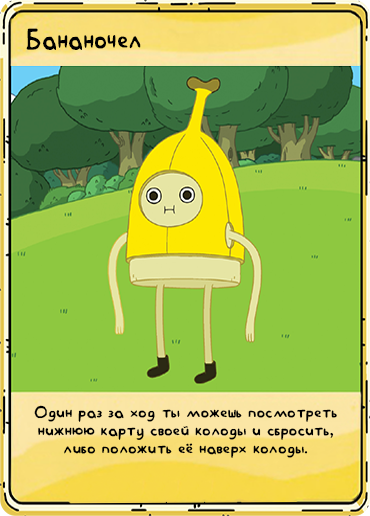 Бананочел
Один раз за ход ты можешь посмотреть
нижнюю карту своей колоды и сбросить,
либо положить её наверх колоды.